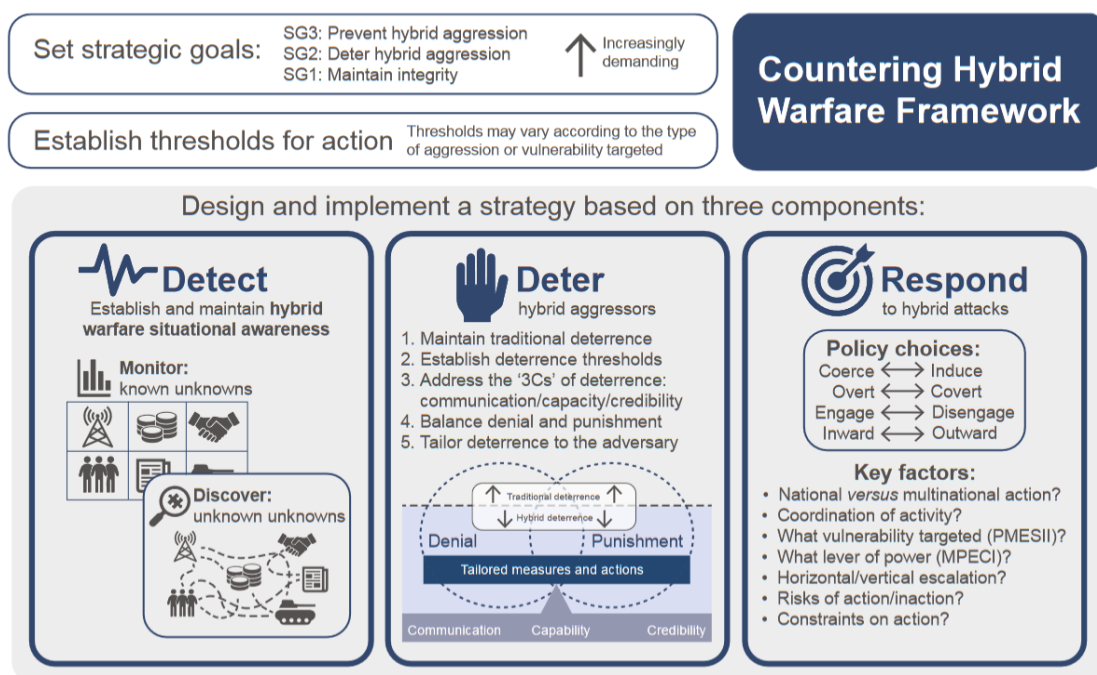 Set strategic goals:
SG3: Prevent hybrid aggression
SG2: Deter hybrid aggression
SG1: Maintain integrity
Increasingly
demanding
Countering Hybrid
Warfare Framework
Establish thresholds for action
Thresholds may vary according to the type
of aggression or vulnerability targeted
Design and implement a strategy based on three components:
Detect
Establish and maintain hybrid
warfare situational awareness
Monitor:
known unknowns
Discover:
unknown unknowns
Deter
hybrid aggressors
1. Maintain traditional deterrence
2. Establish deterrence thresholds
3. Address the ‘3Cs’ of deterrence:
communication/capacity/credibility
4. Balance denial and punishment
5. Tailor deterrence to the adversary
Traditional deterrence
Hybrid deterrence
Denial
Punishment
Tailored measures and actions
Communication
Capability
Credibility
Respond
to hybrid attacks
Policy choices:
Coerce ⟷ Induce
Overt ⟷ Covert
Engage ⟷ Disengage
Inward ⟷ Outward
Key factors:
• National versus multinational action?
• Coordination of activity?
• What vulnerability targeted (PMESII)?
• What lever of power (MPECI)?
• Horizontal/vertical escalation?
• Risks of action/inaction?
• Constraints on action?